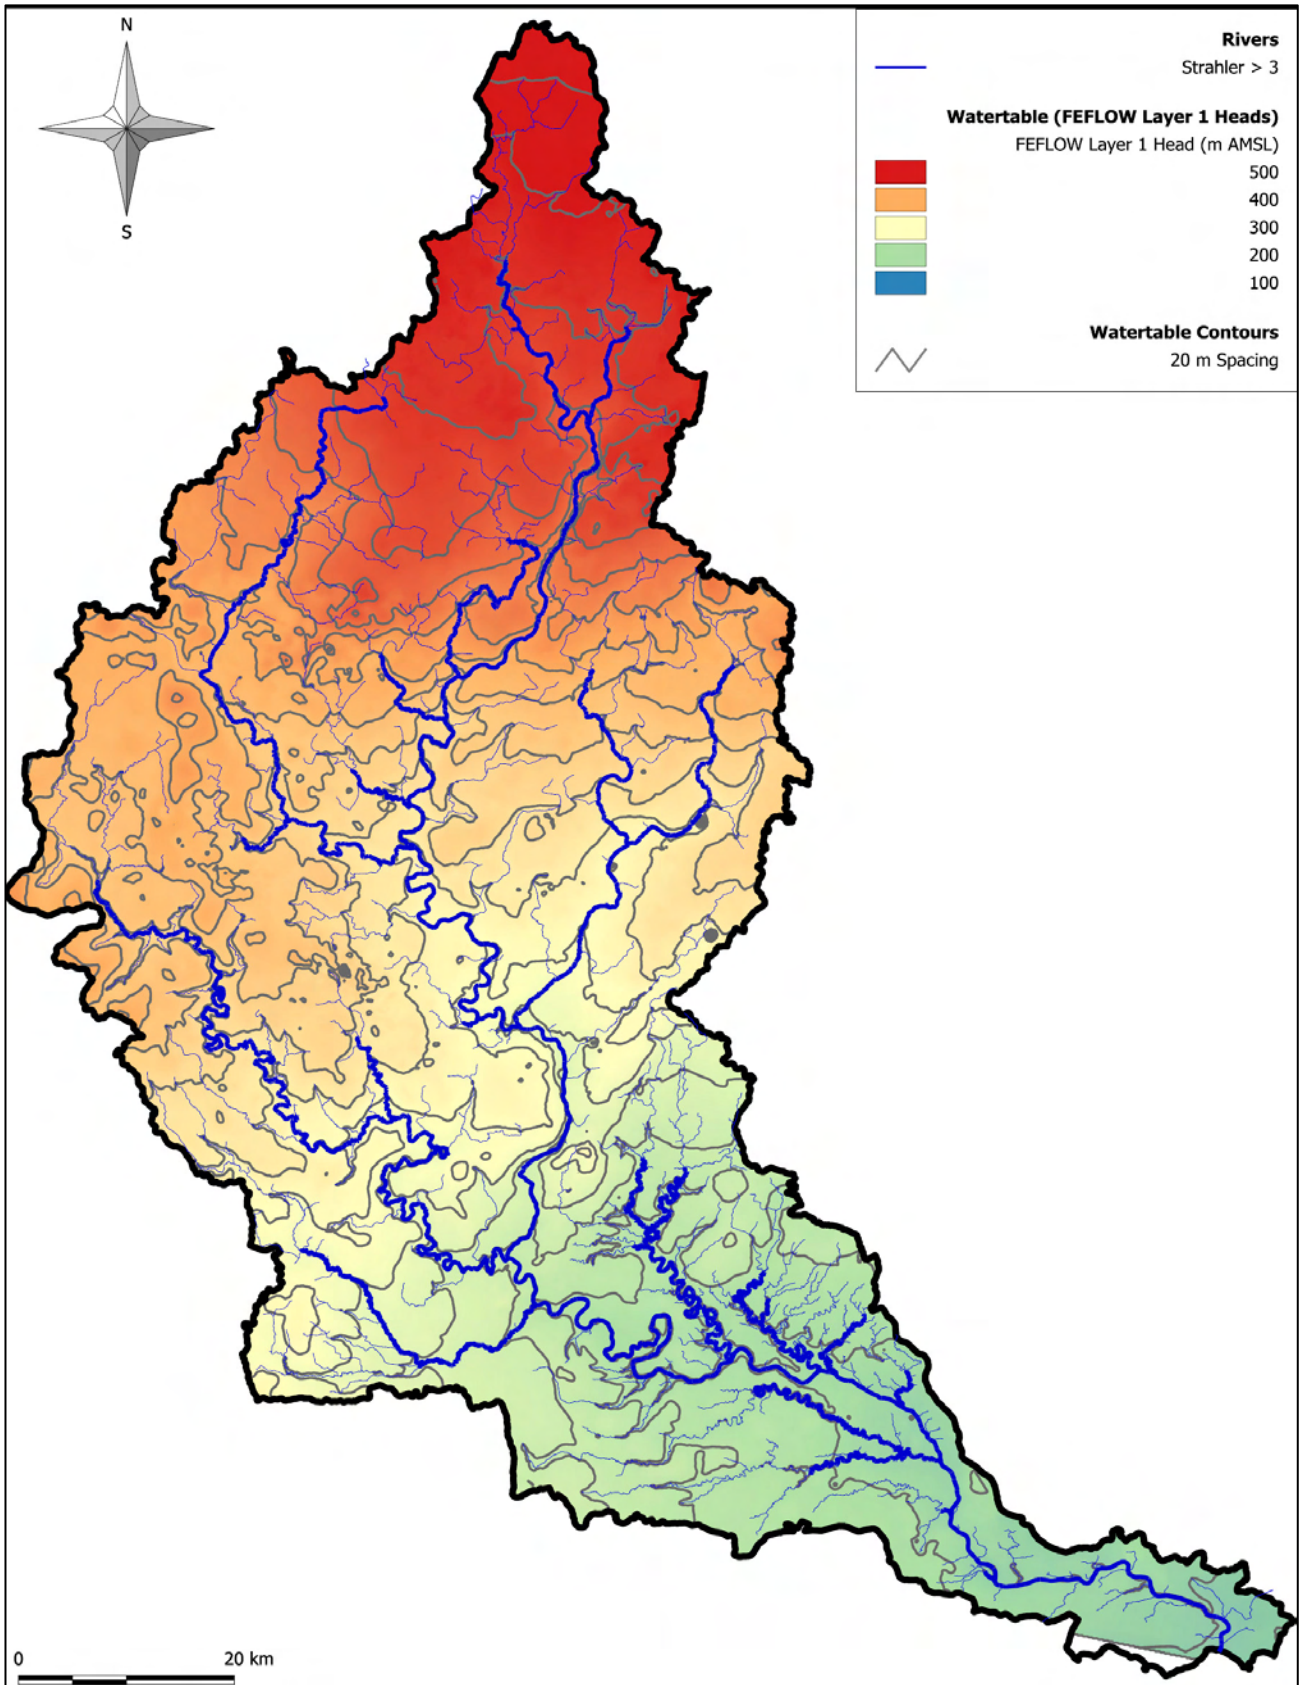 N
S
Rivers
Strahler > 3
Watertable (FEFLOW Layer 1 Heads)
FEFLOW Layer 1 Head (m AMSL)
500
400
300
200
100
Watertable Contours
20 m Spacing
0 20 km